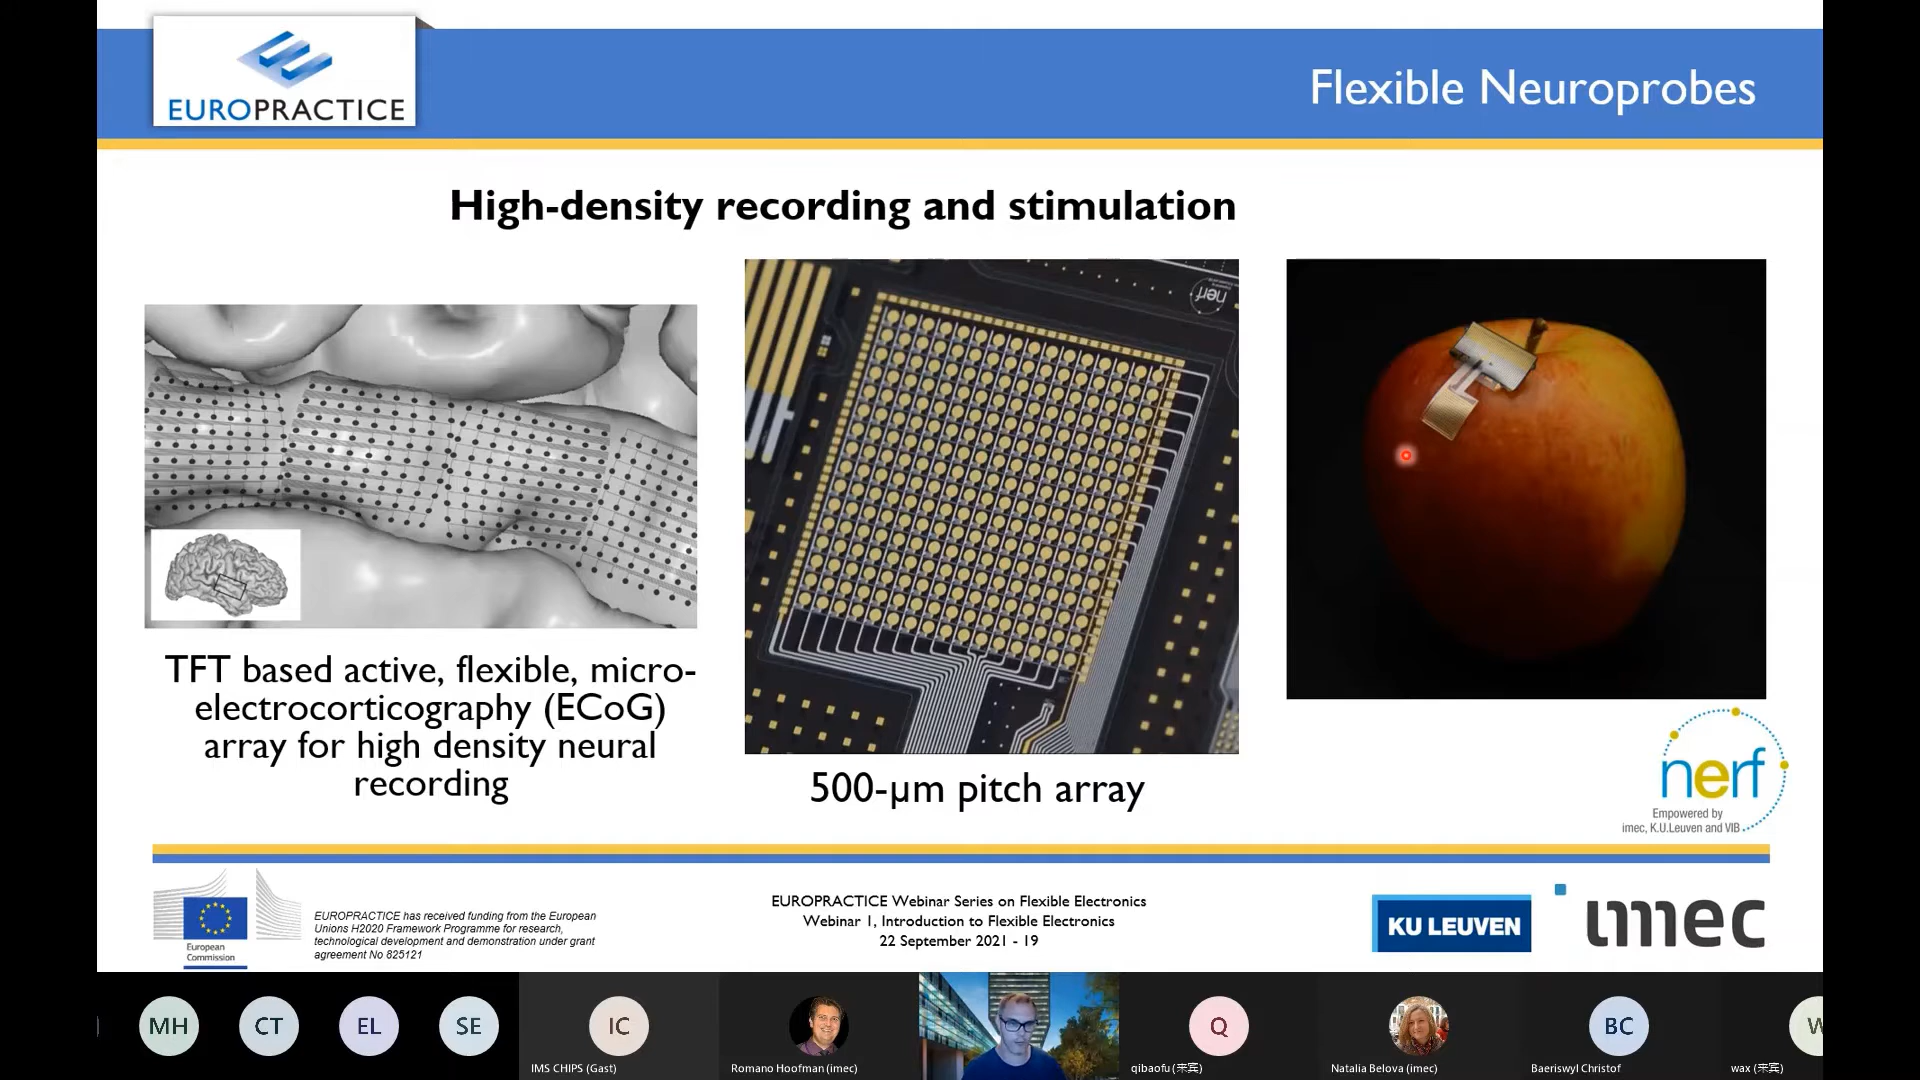 EUROPRACTICE
Flexible Neuroprobes
High-density recording and stimulation
nerf
TFT based active, flexible, micro-
electrocorticography (ECoG)
array for high density neural
recording
500-µm pitch array
nerf
Empowered by
imec, K.U.Leuven and VIB
European
Commission
EUROPRACTICE has received funding from the European
Unions H2020 Framework Programme for research,
technological development and demonstration under grant
agreement No 825121
EUROPRACTICE Webinar Series on Flexible Electronics
Webinar 1, Introduction to Flexible Electronics
22 September 2021 - 19
KU LEUVEN
imec
MH
CT
EL
SE
IC
Q
BC
W
IMS CHIPS (Gast)
Romano Hoofman (imec)
qibaofu (来宾)
Natalia Belova (imec)
Baeriswyl Christof
wax (来宾)